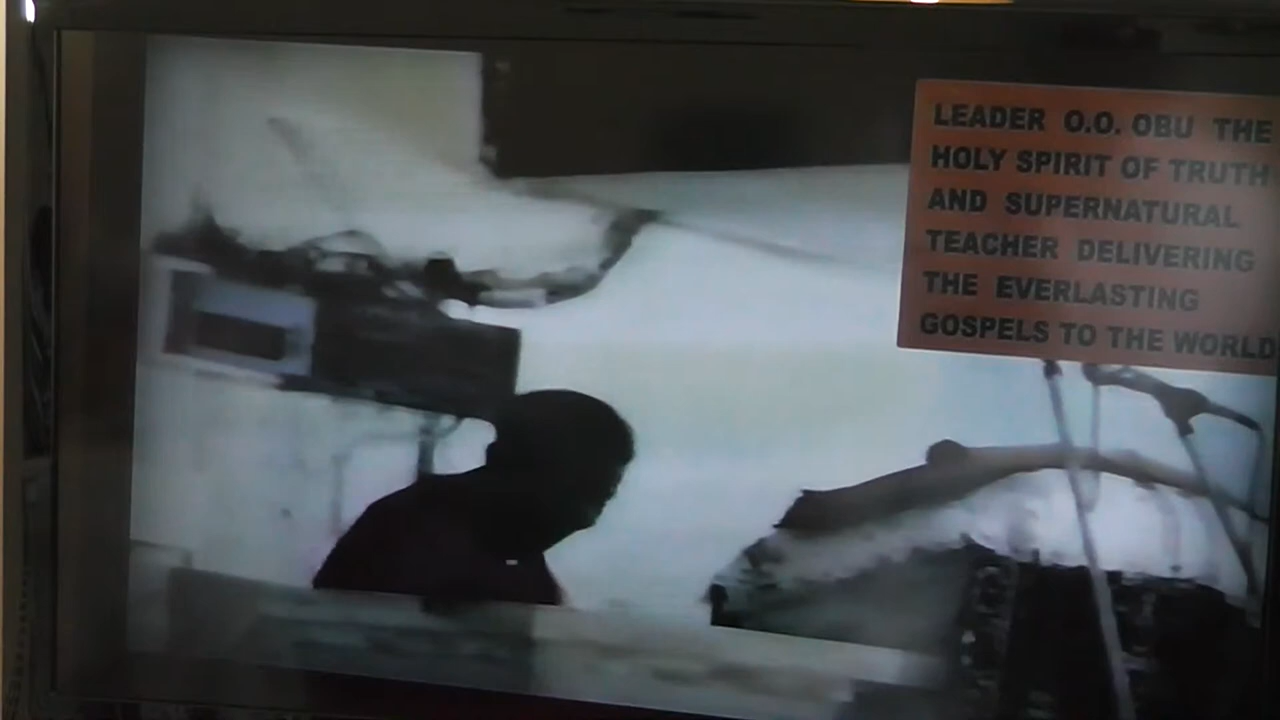 LEADER O.O. OBU THE
HOLY SPIRIT OF TRUTH
AND SUPERNATURAL
TEACHER DELIVERING
THE EVERLASTING
GOSPELS TO THE WORLD